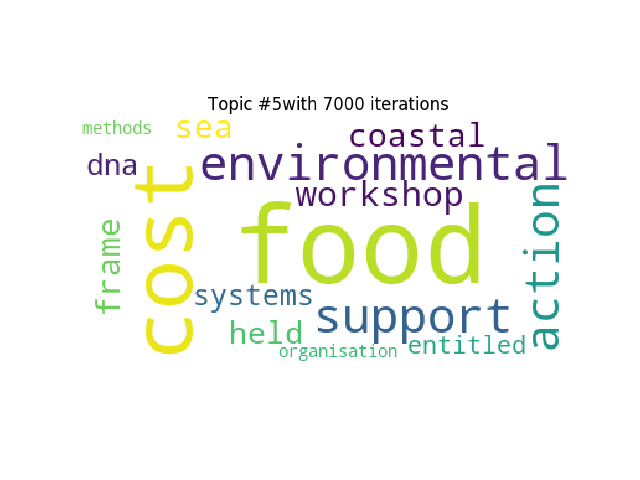 Topic #5with 7000 iterations
methods
sea
coastal
dna
environmental
workshop
cost
food
frame
action
systems
support
held
organisation
entitled